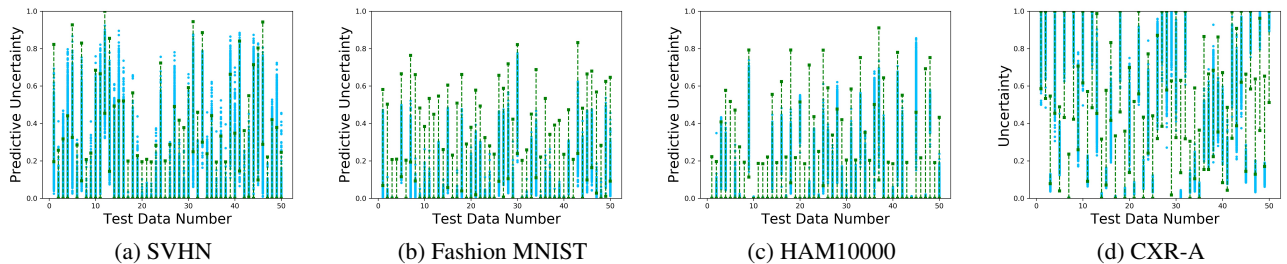 Predictive Uncertainty
1.0
0.8
0.6
0.4
0.2
0.0
0 10 20 30 40 50
Test Data Number
(a) SVHN
Predictive Uncertainty
1.0
0.8
0.6
0.4
0.2
0.0
0 10 20 30 40 50
Test Data Number
(b) Fashion MNIST
Predictive Uncertainty
1.0
0.8
0.6
0.4
0.2
0.0
0 10 20 30 40 50
Test Data Number
(c) HAM10000
Uncertainty
1.0
0.8
0.6
0.4
0.2
0.0
0 10 20 30 40 50
Test Data Number
(d) CXR-A